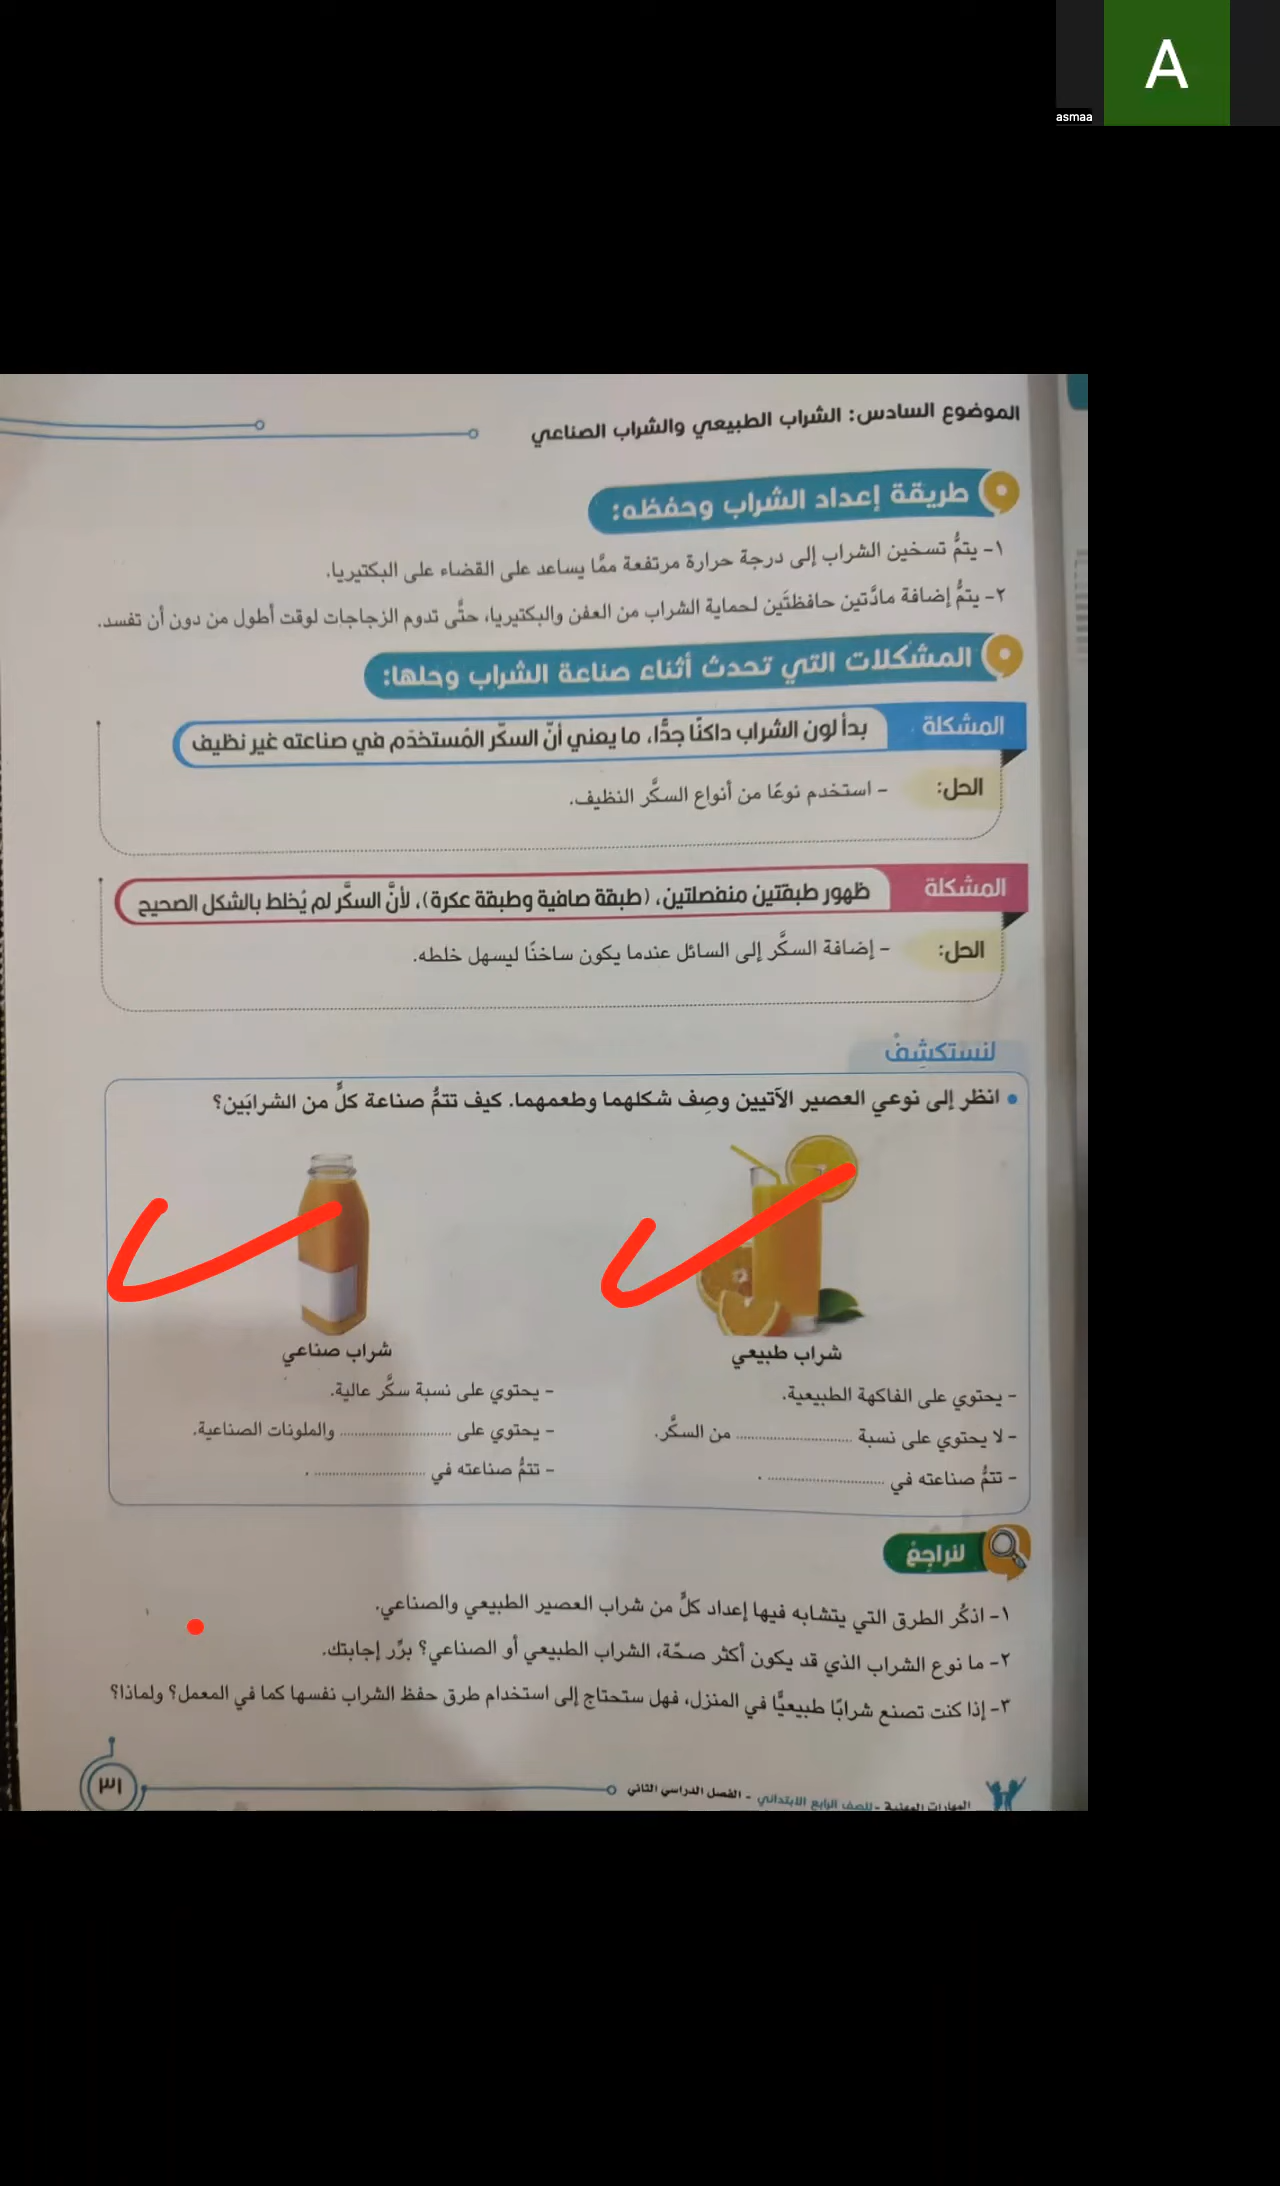 A
asmaa
الموضوع السادس: الشراب الطبيعي والشراب الصناعي
طريقة إعداد الشراب وحفظه:
١- يتمُّ تسخين الشراب إلى درجة حرارة مرتفعة ممَّا يساعد على القضاء على البكتيريا.
٢- يتمُّ إضافة مادَّتين حافظتَين لحماية الشراب من العفن والبكتيريا، حتَّى تدوم الزجاجات لوقت أطول من دون أن تفسد.
المشكلات التي تحدث أثناء صناعة الشراب وحلها:
المشكلة بدأ لون الشراب داكنًا جدًّا، ما يعني أنّ السكّر المُستخدَم في صناعته غير نظيف
الحل: - استخدم نوعًا من أنواع السكَّر النظيف.
المشكلة ظهور طبقتين منفصلتين، (طبقة صافية وطبقة عكرة)، لأنَّ السكَّر لم يُخلط بالشكل الصحيح
الحل: - إضافة السكَّر إلى السائل عندما يكون ساخنًا ليسهل خلطه.
لنستكشِفْ
• انظر إلى نوعي العصير الآتيين وصِف شكلهما وطعمهما. كيف تتمُّ صناعة كلٍّ من الشرابَين؟
شراب طبيعي
- يحتوي على الفاكهة الطبيعية.
- لا يحتوي على نسبة .............................. من السكَّر.
- تتمُّ صناعته في .............................. .
شراب صناعي
- يحتوي على نسبة سكَّر عالية.
- يحتوي على .............................. والملونات الصناعية.
- تتمُّ صناعته في .............................. .
لنراجِعْ
١- اذكُر الطرق التي يتشابه فيها إعداد كلٍّ من شراب العصير الطبيعي والصناعي.
٢- ما نوع الشراب الذي قد يكون أكثر صحّة، الشراب الطبيعي أو الصناعي؟ برِّر إجابتك.
٣- إذا كنت تصنع شرابًا طبيعيًّا في المنزل، فهل ستحتاج إلى استخدام طرق حفظ الشراب نفسها كما في المعمل؟ ولماذا؟
المهارات المهنية - للصف الرابع الابتدائي - الفصل الدراسي الثاني
٣١